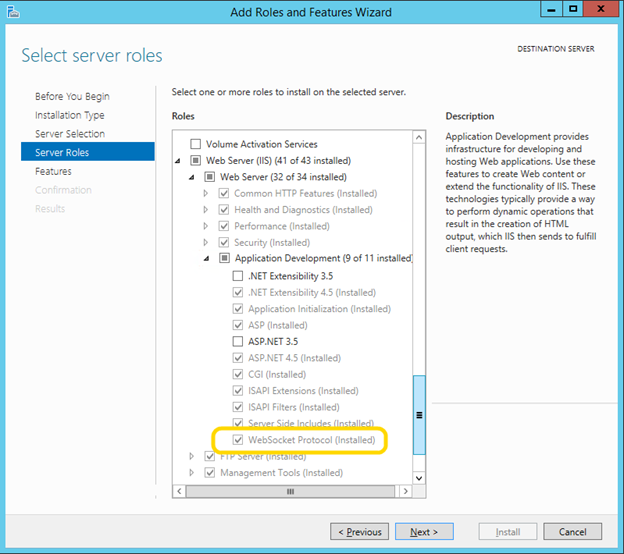 Add Roles and Features Wizard
Select server roles
DESTINATION SERVER
Before You Begin
Installation Type
Server Selection
Server Roles
Features
Confirmation
Results
Select one or more roles to install on the selected server.
Roles
Volume Activation Services
Web Server (IIS) (41 of 43 installed)
Web Server (32 of 34 installed)
Common HTTP Features (Installed)
Health and Diagnostics (Installed)
Performance (Installed)
Security (Installed)
Application Development (9 of 11 installed)
.NET Extensibility 3.5
.NET Extensibility 4.5 (Installed)
Application Initialization (Installed)
ASP (Installed)
ASP.NET 3.5
ASP.NET 4.5 (Installed)
CGI (Installed)
ISAPI Extensions (Installed)
ISAPI Filters (Installed)
Server Side Includes (Installed)
WebSocket Protocol (Installed)
FTP Server (Installed)
Management Tools (Installed)
Description
Application Development provides
infrastructure for developing and
hosting Web applications. Use these
features to create Web content or
extend the functionality of IIS. These
technologies typically provide a way
to perform dynamic operations that
result in the creation of HTML
output, which IIS then sends to fulfill
client requests.
< Previous
Next >
Install
Cancel